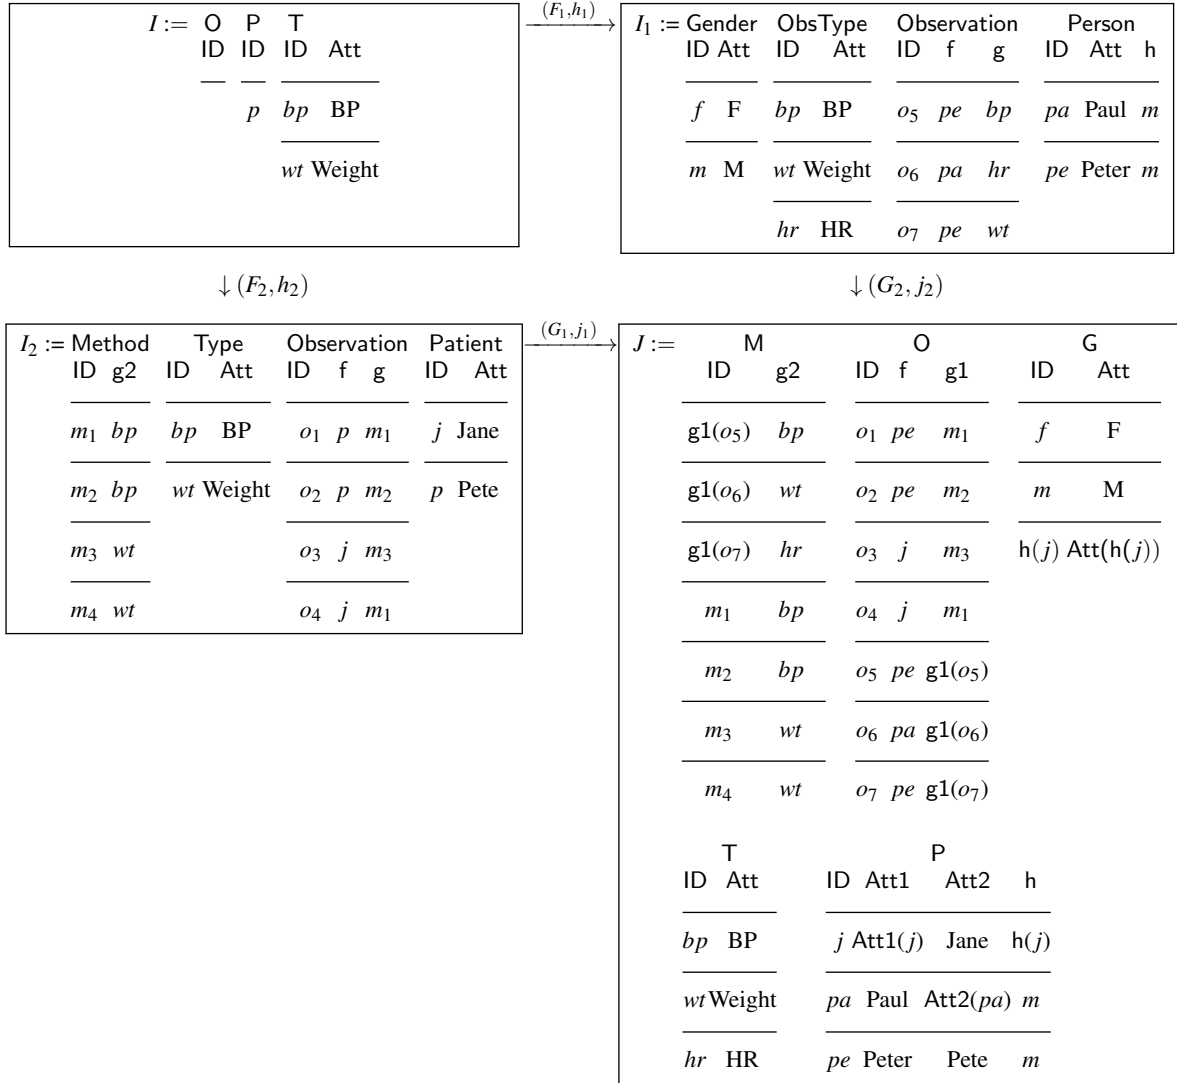 I := O P T
ID ID ID Att
p bp BP
wt Weight
(F₁,h₁)
I₁ := Gender ObsType Observation Person
ID Att ID Att ID f g ID Att h
f F bp BP o₅ pe bp pa Paul m
m M wt Weight o₆ pa hr pe Peter m
hr HR o₇ pe wt
↓ (F₂,h₂)
↓ (G₂, j₂)
I₂ := Method Type Observation Patient
ID g2 ID Att ID f g ID Att
m₁ bp bp BP o₁ p m₁ j Jane
m₂ bp wt Weight o₂ p m₂ p Pete
m₃ wt o₃ j m₃
m₄ wt o₄ j m₁
(G₁,j₁)
J := M O G
ID g2 ID f g1 ID Att
g1(o₅) bp o₁ pe m₁ f F
g1(o₆) wt o₂ pe m₂ m M
g1(o₇) hr o₃ j m₃ h(j) Att(h(j))
m₁ bp o₄ j m₁
m₂ bp o₅ pe g1(o₅)
m₃ wt o₆ pa g1(o₆)
m₄ wt o₇ pe g1(o₇)
T P
ID Att ID Att1 Att2 h
bp BP j Att1(j) Jane h(j)
wt Weight pa Paul Att2(pa) m
hr HR pe Peter Pete m